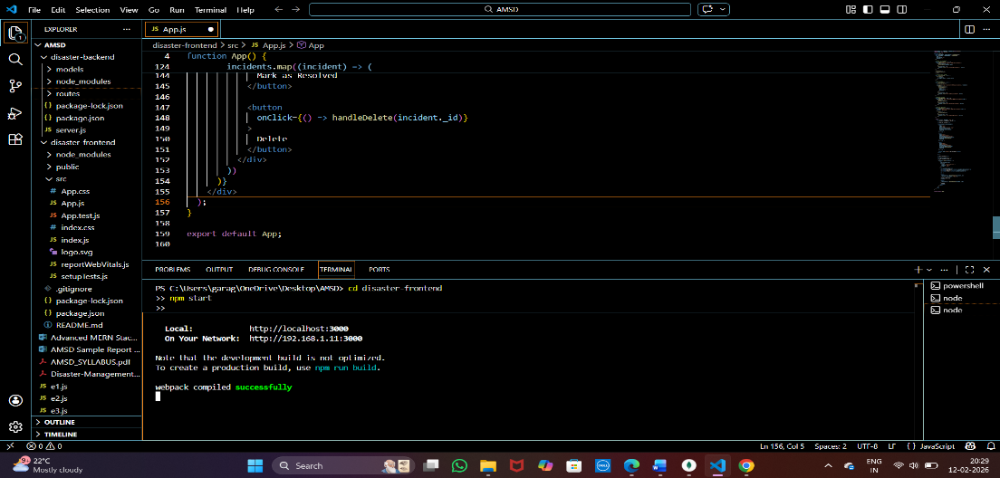 File Edit Selection View Go Run Terminal Help
AMSD
EXPLORER
AMSD
disaster-backend
models
node_modules
routes
package-lock.json
package.json
server.js
disaster-frontend
node_modules
public
src
App.css
App.js
App.test.js
index.css
index.js
logo.svg
reportWebVitals.js
setupTests.js
.gitignore
package-lock.json
package.json
README.md
Advanced MERN Stac...
AMSD Sample Report ...
AMSD_SYLLABUS.pdf
Disaster-Management...
e1.js
e2.js
e3.js
OUTLINE
TIMELINE
JS App.js
disaster-frontend > src > JS App.js > App
4 function App() {
124 incidents.map((incident) => (
144 Mark as Resolved
145 </button>
146
147 <button
148 onClick={() => handleDelete(incident._id)}
149 >
150 Delete
151 </button>
152 </div>
153 ))
154 )}
155 </div>
156 );
157 }
158
159 export default App;
160
PROBLEMS OUTPUT DEBUG CONSOLE TERMINAL PORTS
PS C:\Users\garag\OneDrive\Desktop\AMSD> cd disaster-frontend
>> npm start
>>
Local: http://localhost:3000
On Your Network: http://192.168.1.11:3000
Note that the development build is not optimized.
To create a production build, use npm run build.
webpack compiled successfully
powershell
node
node
0 0
Ln 156, Col 5 Spaces: 2 UTF-8 LF { } JavaScript
22°C
Mostly cloudy
Search
ENG
IN
20:29
12-02-2026